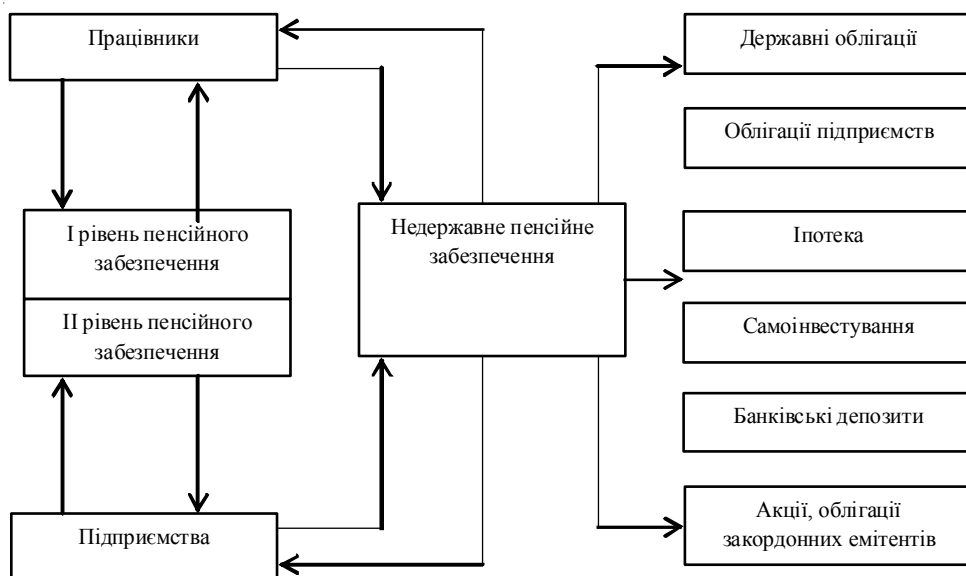 Працівники
І рівень пенсійного
забезпечення
ІІ рівень пенсійного
забезпечення
Підприємства
Недержавне пенсійне
забезпечення
Державні облігації
Облігації підприємств
Іпотека
Самоінвестування
Банківські депозити
Акції, облігації
закордонних емітентів